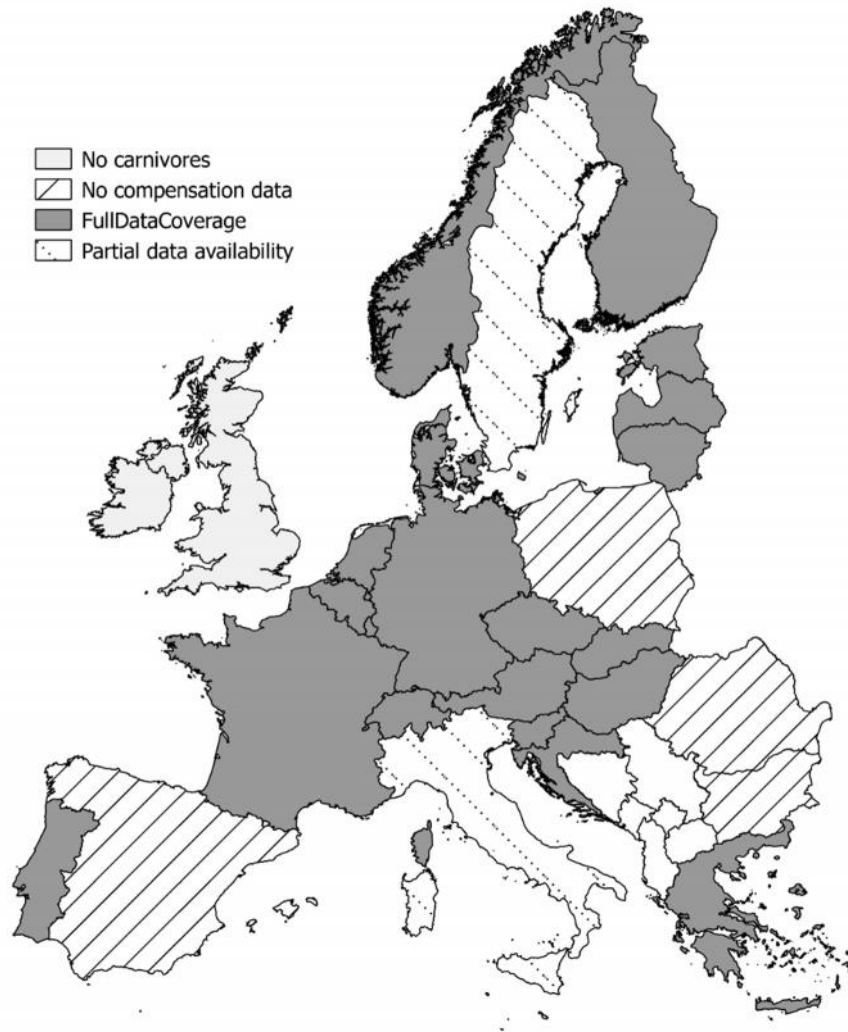 No carnivores
No compensation data
FullDataCoverage
Partial data availability